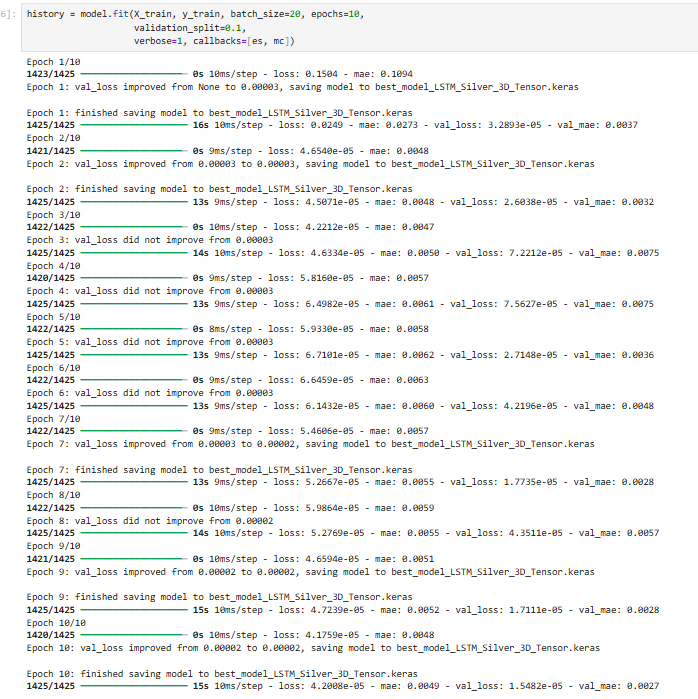 6]: history = model.fit(X_train, y_train, batch_size=20, epochs=10,
validation_split=0.1,
verbose=1, callbacks=[es, mc])
Epoch 1/10
1423/1425 0s 10ms/step - loss: 0.1504 - mae: 0.1094
Epoch 1: val_loss improved from None to 0.00003, saving model to best_model_LSTM_Silver_3D_Tensor.keras
Epoch 1: finished saving model to best_model_LSTM_Silver_3D_Tensor.keras
1425/1425 16s 10ms/step - loss: 0.0249 - mae: 0.0273 - val_loss: 3.2893e-05 - val_mae: 0.0037
Epoch 2/10
1421/1425 0s 9ms/step - loss: 4.6540e-05 - mae: 0.0048
Epoch 2: val_loss improved from 0.00003 to 0.00003, saving model to best_model_LSTM_Silver_3D_Tensor.keras
Epoch 2: finished saving model to best_model_LSTM_Silver_3D_Tensor.keras
1425/1425 13s 9ms/step - loss: 4.5071e-05 - mae: 0.0048 - val_loss: 2.6038e-05 - val_mae: 0.0032
Epoch 3/10
1422/1425 0s 10ms/step - loss: 4.2212e-05 - mae: 0.0047
Epoch 3: val_loss did not improve from 0.00003
1425/1425 14s 10ms/step - loss: 4.6334e-05 - mae: 0.0050 - val_loss: 7.2212e-05 - val_mae: 0.0075
Epoch 4/10
1420/1425 0s 9ms/step - loss: 5.8160e-05 - mae: 0.0057
Epoch 4: val_loss did not improve from 0.00003
1425/1425 13s 9ms/step - loss: 6.4982e-05 - mae: 0.0061 - val_loss: 7.5627e-05 - val_mae: 0.0075
Epoch 5/10
1422/1425 0s 8ms/step - loss: 5.9330e-05 - mae: 0.0058
Epoch 5: val_loss did not improve from 0.00003
1425/1425 13s 9ms/step - loss: 6.7101e-05 - mae: 0.0062 - val_loss: 2.7148e-05 - val_mae: 0.0036
Epoch 6/10
1422/1425 0s 9ms/step - loss: 6.6459e-05 - mae: 0.0063
Epoch 6: val_loss did not improve from 0.00003
1425/1425 13s 9ms/step - loss: 6.1432e-05 - mae: 0.0060 - val_loss: 4.2196e-05 - val_mae: 0.0048
Epoch 7/10
1422/1425 0s 9ms/step - loss: 5.4606e-05 - mae: 0.0057
Epoch 7: val_loss improved from 0.00003 to 0.00002, saving model to best_model_LSTM_Silver_3D_Tensor.keras
Epoch 7: finished saving model to best_model_LSTM_Silver_3D_Tensor.keras
1425/1425 13s 9ms/step - loss: 5.2667e-05 - mae: 0.0055 - val_loss: 1.7735e-05 - val_mae: 0.0028
Epoch 8/10
1422/1425 0s 10ms/step - loss: 5.9864e-05 - mae: 0.0059
Epoch 8: val_loss did not improve from 0.00002
1425/1425 14s 10ms/step - loss: 5.2769e-05 - mae: 0.0055 - val_loss: 4.3511e-05 - val_mae: 0.0057
Epoch 9/10
1421/1425 0s 10ms/step - loss: 4.6594e-05 - mae: 0.0051
Epoch 9: val_loss improved from 0.00002 to 0.00002, saving model to best_model_LSTM_Silver_3D_Tensor.keras
Epoch 9: finished saving model to best_model_LSTM_Silver_3D_Tensor.keras
1425/1425 15s 10ms/step - loss: 4.7239e-05 - mae: 0.0052 - val_loss: 1.7111e-05 - val_mae: 0.0028
Epoch 10/10
1420/1425 0s 10ms/step - loss: 4.1759e-05 - mae: 0.0048
Epoch 10: val_loss improved from 0.00002 to 0.00002, saving model to best_model_LSTM_Silver_3D_Tensor.keras
Epoch 10: finished saving model to best_model_LSTM_Silver_3D_Tensor.keras
1425/1425 15s 10ms/step - loss: 4.2008e-05 - mae: 0.0049 - val_loss: 1.5482e-05 - val_mae: 0.0027